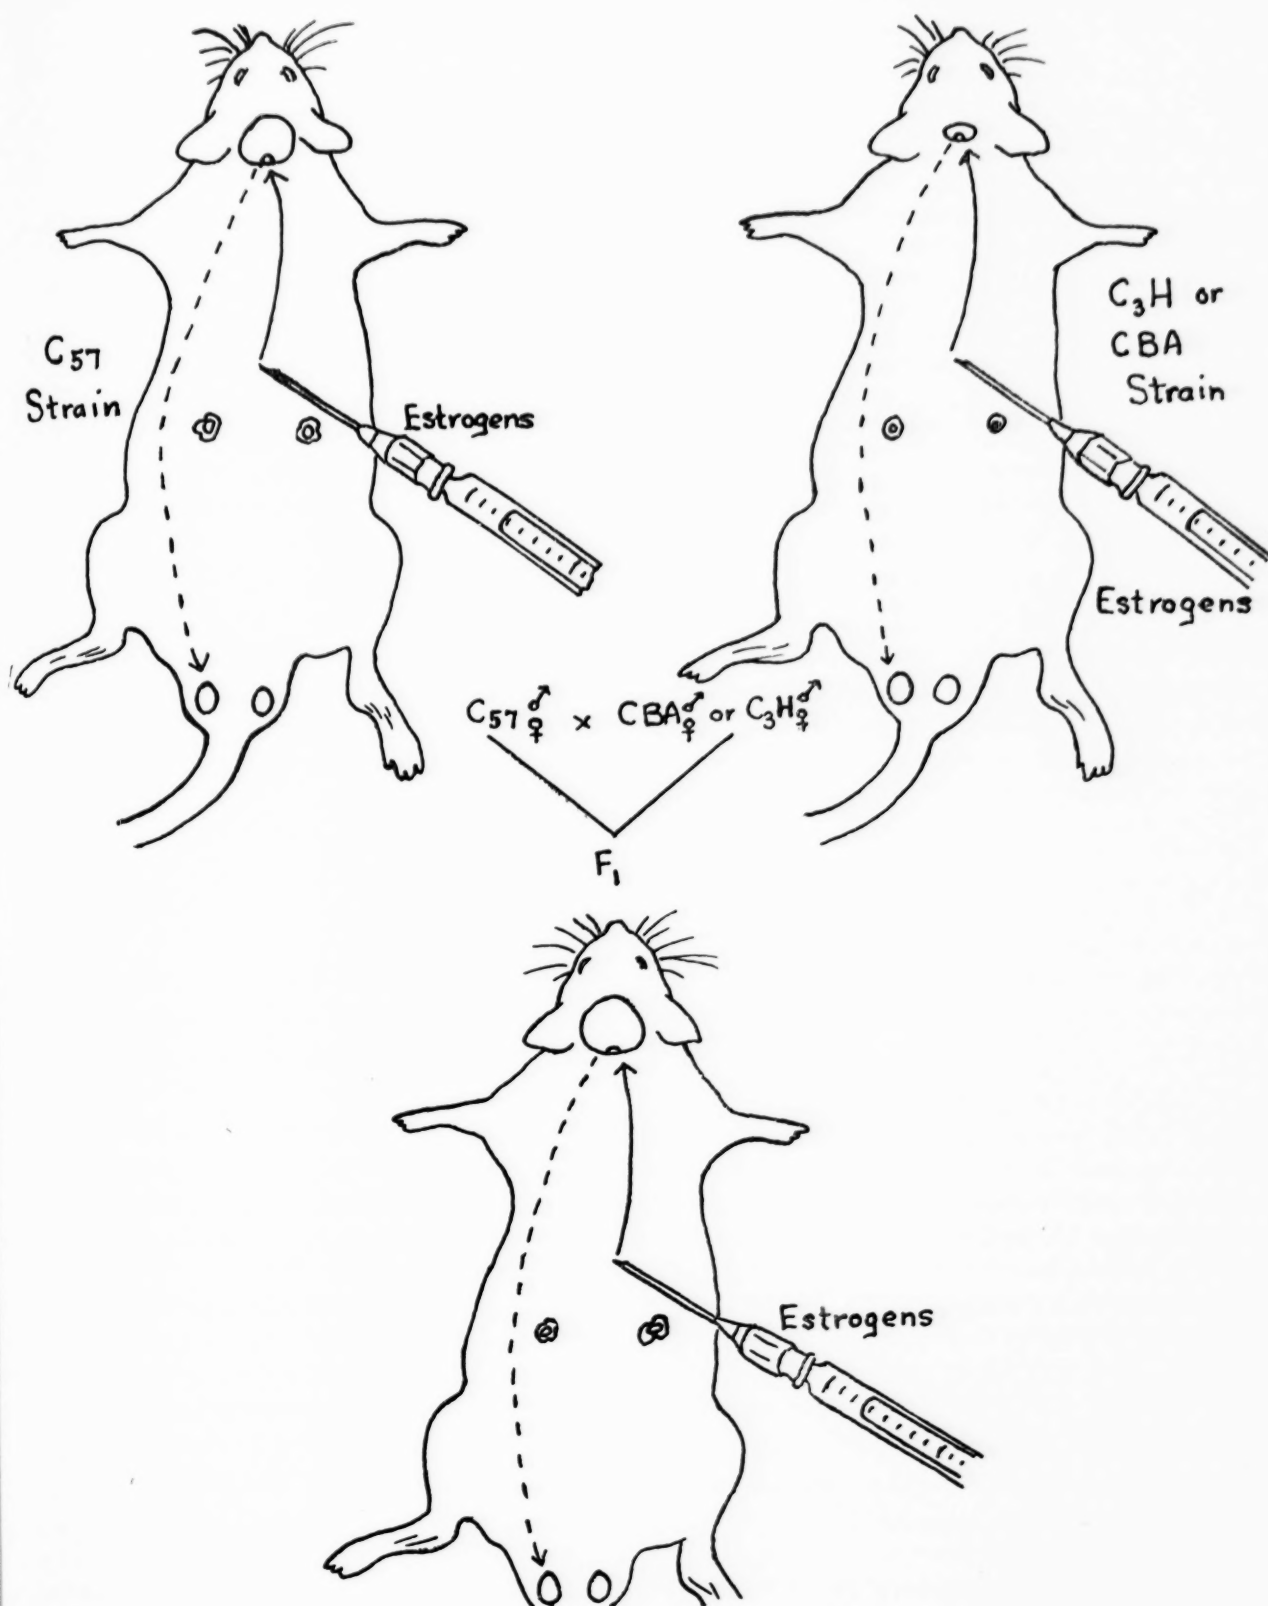 C57
Strain
Estrogens
C3H or
CBA
Strain
Estrogens
C57 ♀♂ x CBA♀♂ or C3H♀♂
F1
Estrogens